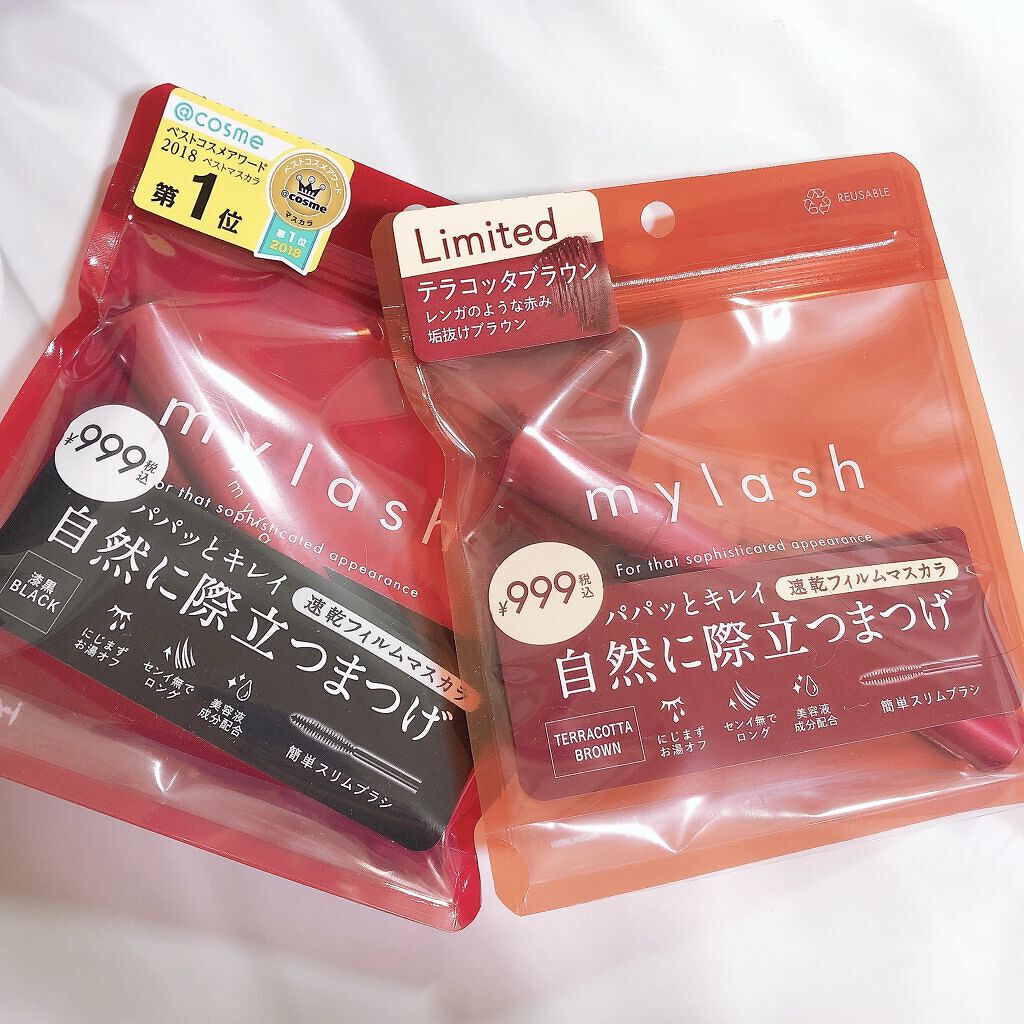 @cosme
ベストコスメアワード
2018 ベストマスカラ
第1位
ベストコスメアワード
@cosme
マスカラ
第1位
2018
mylash
¥999税込
For that sophisticated appearance
パパッとキレイ 速乾フィルムマスカラ
自然に際立つまつげ
漆黒
BLACK
にじまず
お湯オフ
センイ無で
ロング
美容液
成分配合
簡単スリムブラシ
Limited
テラコッタブラウン
レンガのような赤み
垢抜けブラウン
REUSABLE
mylash
For that sophisticated appearance
¥999税込
パパッとキレイ 速乾フィルムマスカラ
自然に際立つまつげ
TERRACOTTA
BROWN
にじまず
お湯オフ
センイ無で
ロング
美容液
成分配合
簡単スリムブラシ